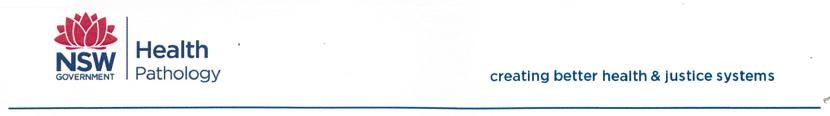 NSW
GOVERNMENT
Health
Pathology
creating better health & justice systems